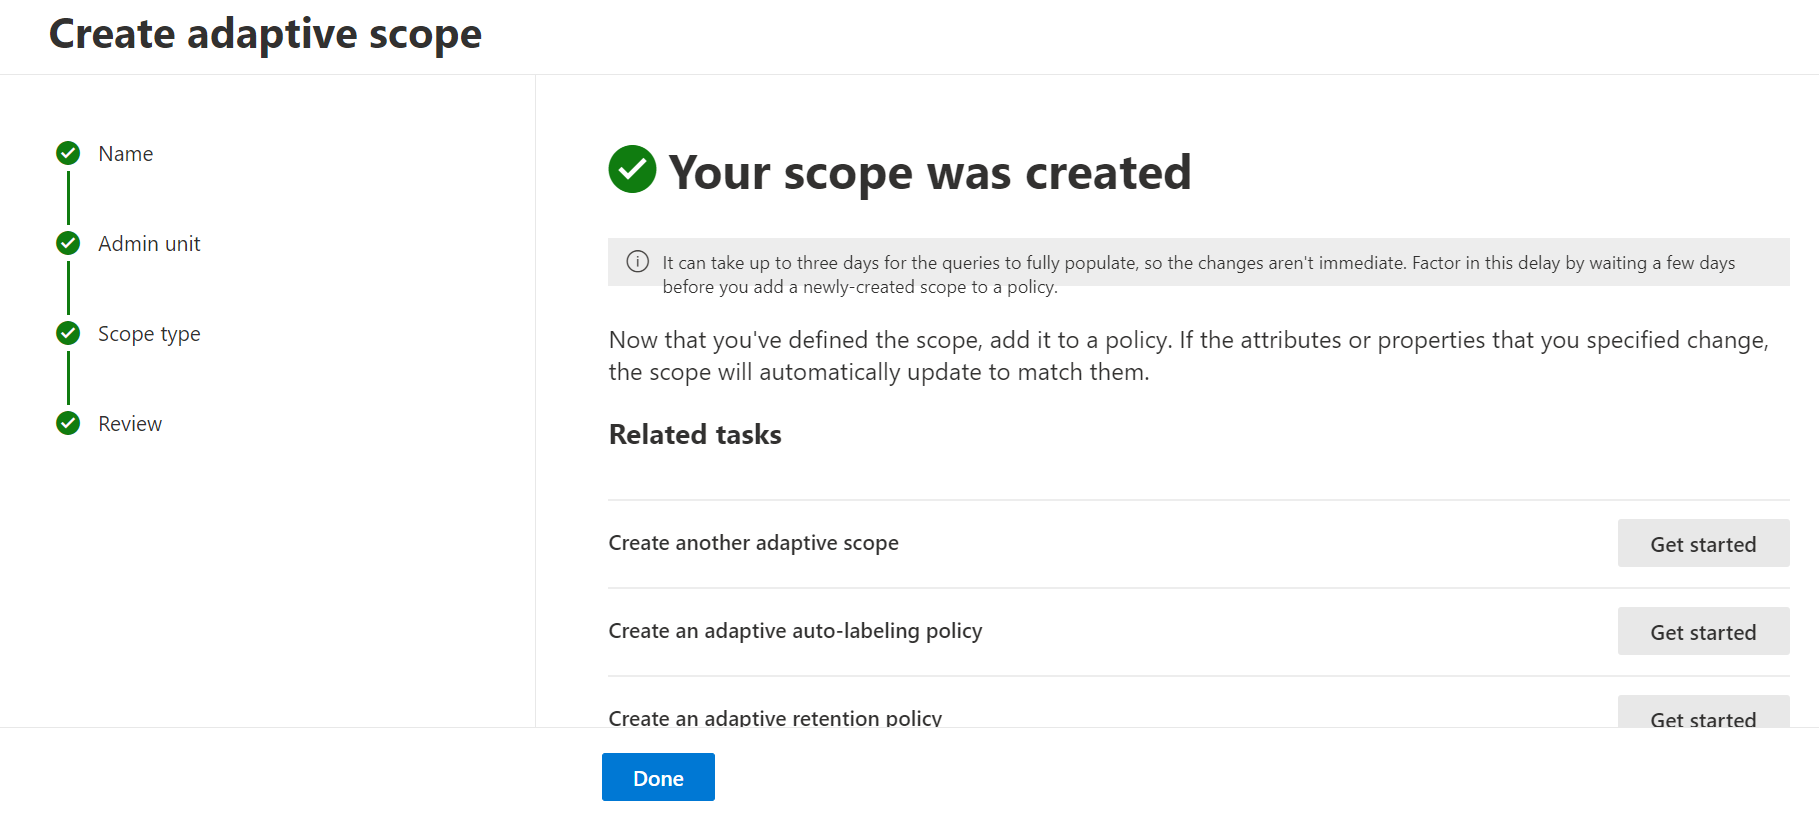 Create adaptive scope
Name
Admin unit
Scope type
Review
Your scope was created
It can take up to three days for the queries to fully populate, so the changes aren't immediate. Factor in this delay by waiting a few days
before you add a newly-created scope to a policy.
Now that you've defined the scope, add it to a policy. If the attributes or properties that you specified change,
the scope will automatically update to match them.
Related tasks
Create another adaptive scope
Get started
Create an adaptive auto-labeling policy
Get started
Create an adaptive retention policy
Get started
Done